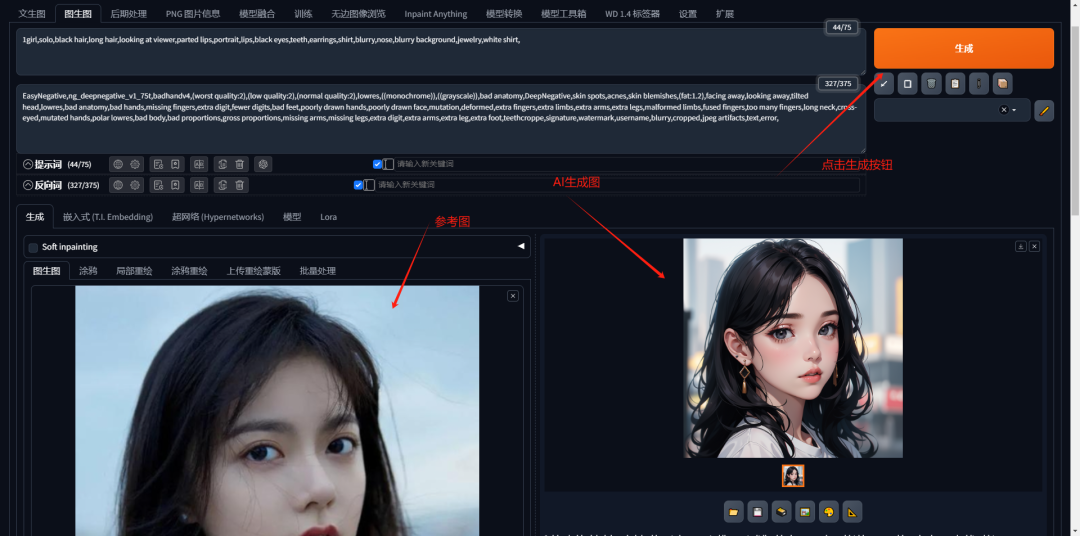 文生图 图生图 后期处理 PNG 图片信息 模型融合 训练 无边图像浏览 Inpaint Anything 模型转换 模型工具箱 WD 1.4 标签器 设置 扩展
44/75
1girl,solo,black hair,long hair,looking at viewer,parted lips,portrait,lips,black eyes,teeth,earrings,shirt,blurry,nose,blurry background,jewelry,white shirt,
生成
327/375
EasyNegative,ng_deepnegative_v1_75t,badhandv4,(worst quality:2),(low quality:2),(normal quality:2),lowres,((monochrome)),((grayscale)),bad anatomy,DeepNegative,skin spots,acnes,skin blemishes,(fat:1.2),facing away,looking away,tilted
head,lowres,bad anatomy,bad hands,missing fingers,extra digit,fewer digits,bad feet,poorly drawn hands,poorly drawn face,mutation,deformed,extra fingers,extra limbs,extra arms,extra legs,malformed limbs,fused fingers,too many fingers,long neck,cross-
eyed,mutated hands,polar lowres,bad body,bad proportions,gross proportions,missing arms,missing legs,extra digit,extra arms,extra leg,extra foot,teethcroppe,signature,watermark,username,blurry,cropped,jpeg artifacts,text,error,
提示词 (44/75) 请输入新关键词
点击生成按钮
反向词 (327/375) 请输入新关键词
AI生成图
生成 嵌入式 (T.I. Embedding) 超网络 (Hypernetworks) 模型 Lora
参考图
Soft inpainting
图生图 涂鸦 局部重绘 涂鸦重绘 上传重绘蒙版 批量处理